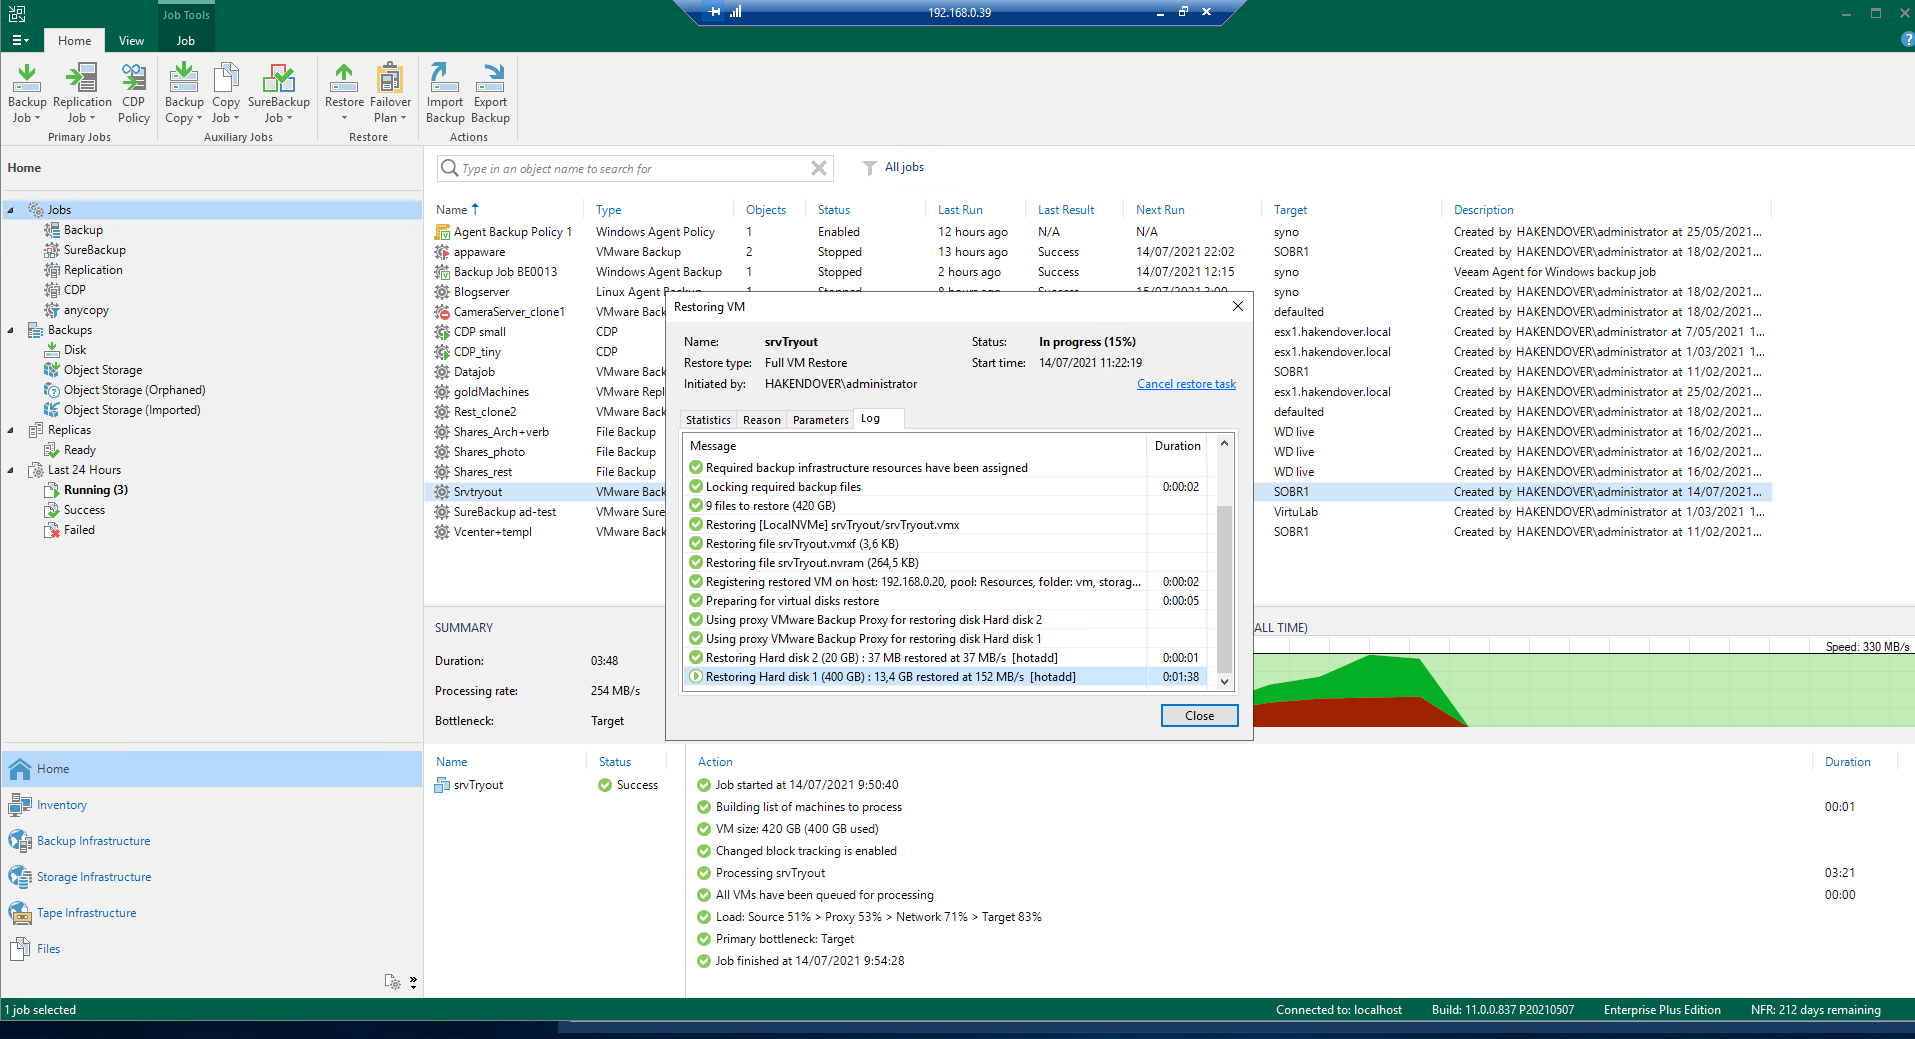 Job Tools
192.168.0.39
Home
View
Job
Backup Job
Replication Job
CDP Policy
Backup Copy
Copy Job
SureBackup Job
Restore
Failover Plan
Import Backup
Export Backup
Primary Jobs
Auxiliary Jobs
Restore
Actions
Home
Type in an object name to search for
All jobs
Jobs
Backup
SureBackup
Replication
CDP
anycopy
Backups
Disk
Object Storage
Object Storage (Orphaned)
Object Storage (Imported)
Replicas
Ready
Last 24 Hours
Running (3)
Success
Failed
Name Type Objects Status Last Run Last Result Next Run Target Description
Agent Backup Policy 1 Windows Agent Policy 1 Enabled 12 hours ago N/A N/A syno Created by HAKENDOVER\administrator at 25/05/2021...
appaware VMware Backup 2 Stopped 13 hours ago Success 14/07/2021 22:02 SOBR1 Created by HAKENDOVER\administrator at 18/02/2021...
Backup Job BE0013 Windows Agent Backup 1 Stopped 2 hours ago Success 14/07/2021 12:15 syno Veeam Agent for Windows backup job
Blogserver Linux Agent Backup 1 Stopped 8 hours ago Success 15/07/2021 3:00 syno Created by HAKENDOVER\administrator at 18/02/2021...
CameraServer_clone1 VMware Back defaulted Created by HAKENDOVER\administrator at 18/02/2021...
CDP small CDP esx1.hakendover.local Created by HAKENDOVER\administrator at 7/05/2021 1...
CDP_tiny CDP esx1.hakendover.local Created by HAKENDOVER\administrator at 1/03/2021 1...
Datajob VMware Back SOBR1 Created by HAKENDOVER\administrator at 11/02/2021...
goldMachines VMware Repl esx1.hakendover.local Created by HAKENDOVER\administrator at 25/02/2021...
Rest_clone2 VMware Back defaulted Created by HAKENDOVER\administrator at 18/02/2021...
Shares_Arch+verb File Backup WD live Created by HAKENDOVER\administrator at 16/02/2021...
Shares_photo File Backup WD live Created by HAKENDOVER\administrator at 16/02/2021...
Shares_rest File Backup WD live Created by HAKENDOVER\administrator at 16/02/2021...
Srvtryout VMware Back SOBR1 Created by HAKENDOVER\administrator at 14/07/2021...
SureBackup ad-test VMware Sure VirtuLab Created by HAKENDOVER\administrator at 1/03/2021 1...
Vcenter+templ VMware Back SOBR1 Created by HAKENDOVER\administrator at 11/02/2021...
Restoring VM
Name: srvTryout Status: In progress (15%)
Restore type: Full VM Restore Start time: 14/07/2021 11:22:19
Initiated by: HAKENDOVER\administrator Cancel restore task
Statistics Reason Parameters Log
Message Duration
Required backup infrastructure resources have been assigned
Locking required backup files 0:00:02
9 files to restore (420 GB)
Restoring [LocalNVMe] srvTryout/srvTryout.vmx
Restoring file srvTryout.vmxf (3,6 KB)
Restoring file srvTryout.nvram (264,5 KB)
Registering restored VM on host: 192.168.0.20, pool: Resources, folder: vm, storag... 0:00:02
Preparing for virtual disks restore 0:00:05
Using proxy VMware Backup Proxy for restoring disk Hard disk 2
Using proxy VMware Backup Proxy for restoring disk Hard disk 1
Restoring Hard disk 2 (20 GB) : 37 MB restored at 37 MB/s [hotadd] 0:00:01
Restoring Hard disk 1 (400 GB) : 13,4 GB restored at 152 MB/s [hotadd] 0:01:38
Close
SUMMARY
Duration: 03:48
Processing rate: 254 MB/s
Bottleneck: Target
ALL TIME)
Speed: 330 MB/s
Name Status
srvTryout Success
Action Duration
Job started at 14/07/2021 9:50:40
Building list of machines to process 00:01
VM size: 420 GB (400 GB used)
Changed block tracking is enabled
Processing srvTryout 03:21
All VMs have been queued for processing 00:00
Load: Source 51% > Proxy 53% > Network 71% > Target 83%
Primary bottleneck: Target
Job finished at 14/07/2021 9:54:28
Home
Inventory
Backup Infrastructure
Storage Infrastructure
Tape Infrastructure
Files
1 job selected
Connected to: localhost
Build: 11.0.0.837 P20210507
Enterprise Plus Edition
NFR: 212 days remaining